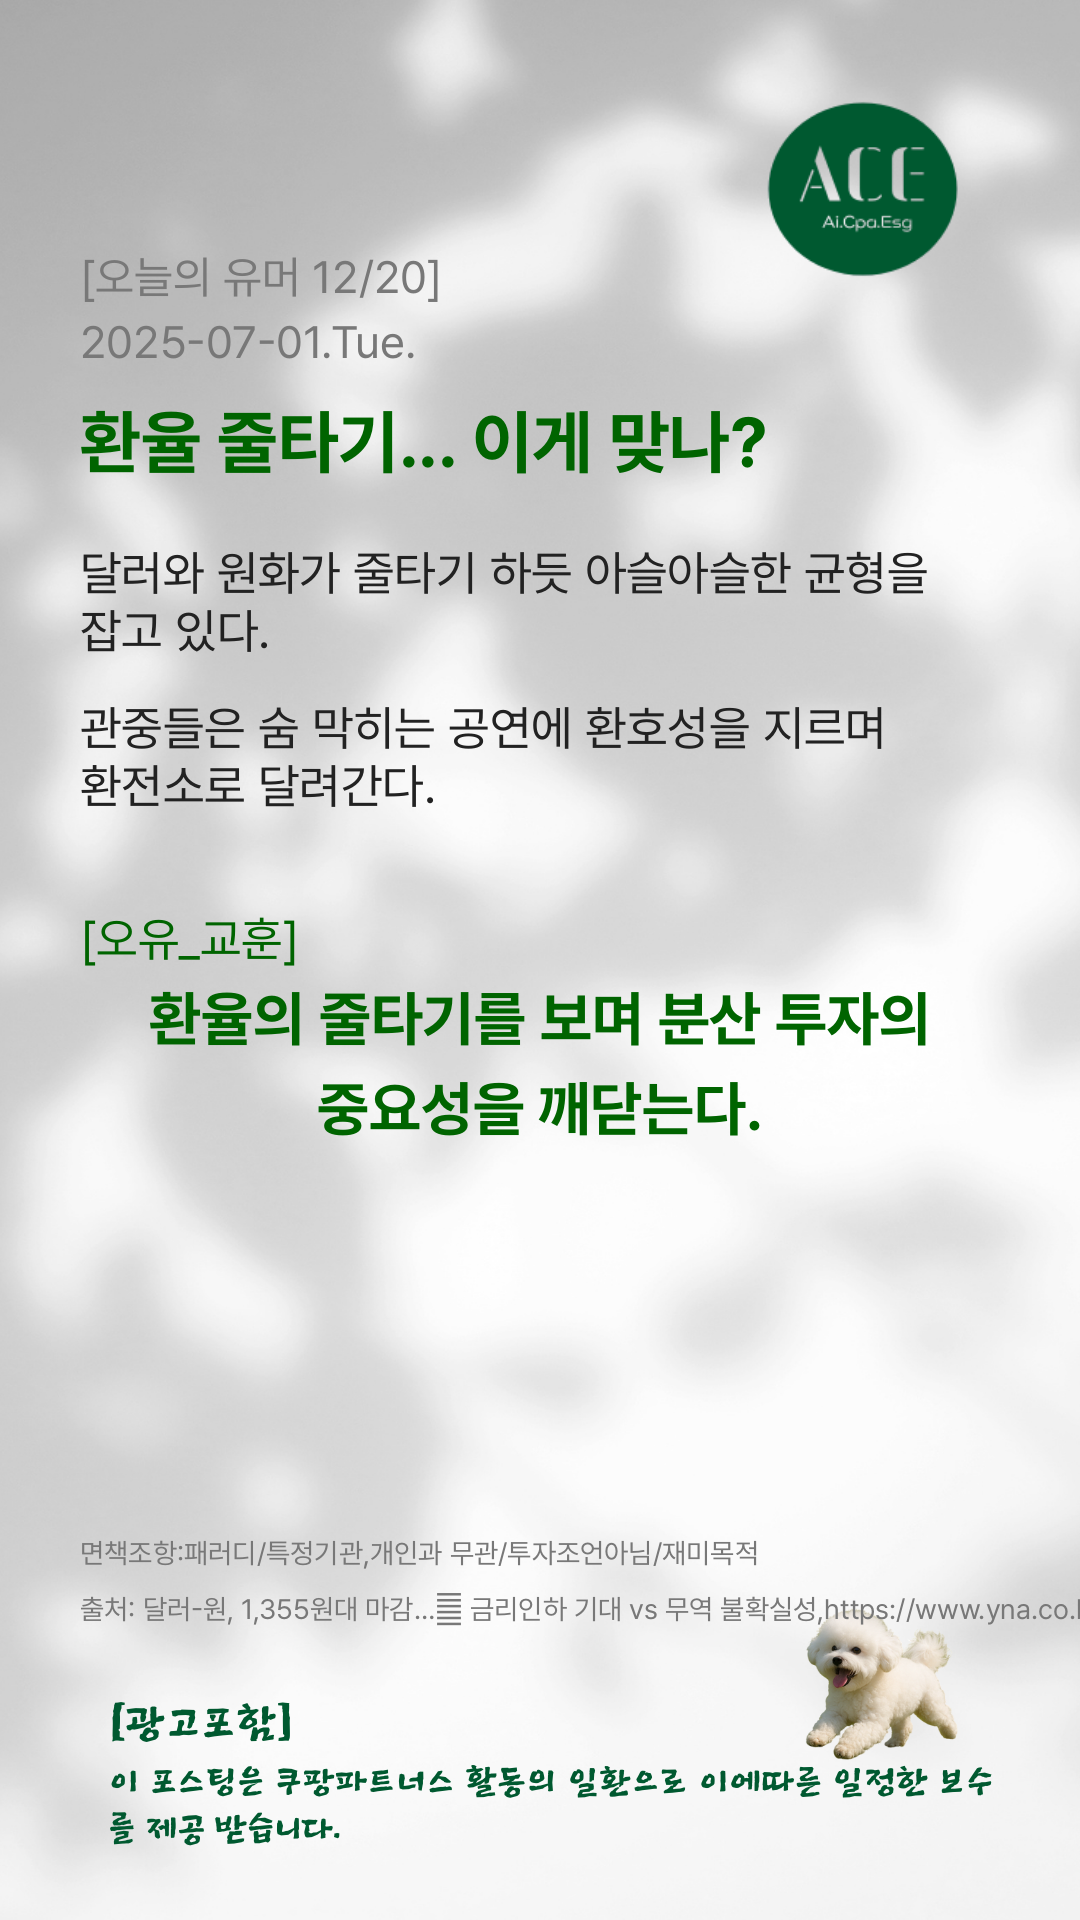 ACE
Ai.Cpa.Esg
[오늘의 유머 12/20]
2025-07-01.Tue.
환율 줄타기... 이게 맞나?
달러와 원화가 줄타기 하듯 아슬아슬한 균형을
잡고 있다.
관중들은 숨 막히는 공연에 환호성을 지르며
환전소로 달려간다.
[오유_교훈]
환율의 줄타기를 보며 분산 투자의
중요성을 깨닫는다.
면책조항:패러디/특정기관,개인과 무관/투자조언아님/재미목적
출처: 달러-원, 1,355원대 마감...䷀ 금리인하 기대 vs 무역 불확실성,https://www.yna.co.
[광고포함]
이 포스팅은 쿠팡파트너스 활동의 일환으로 이에따른 일정한 보수
를 제공 받습니다.